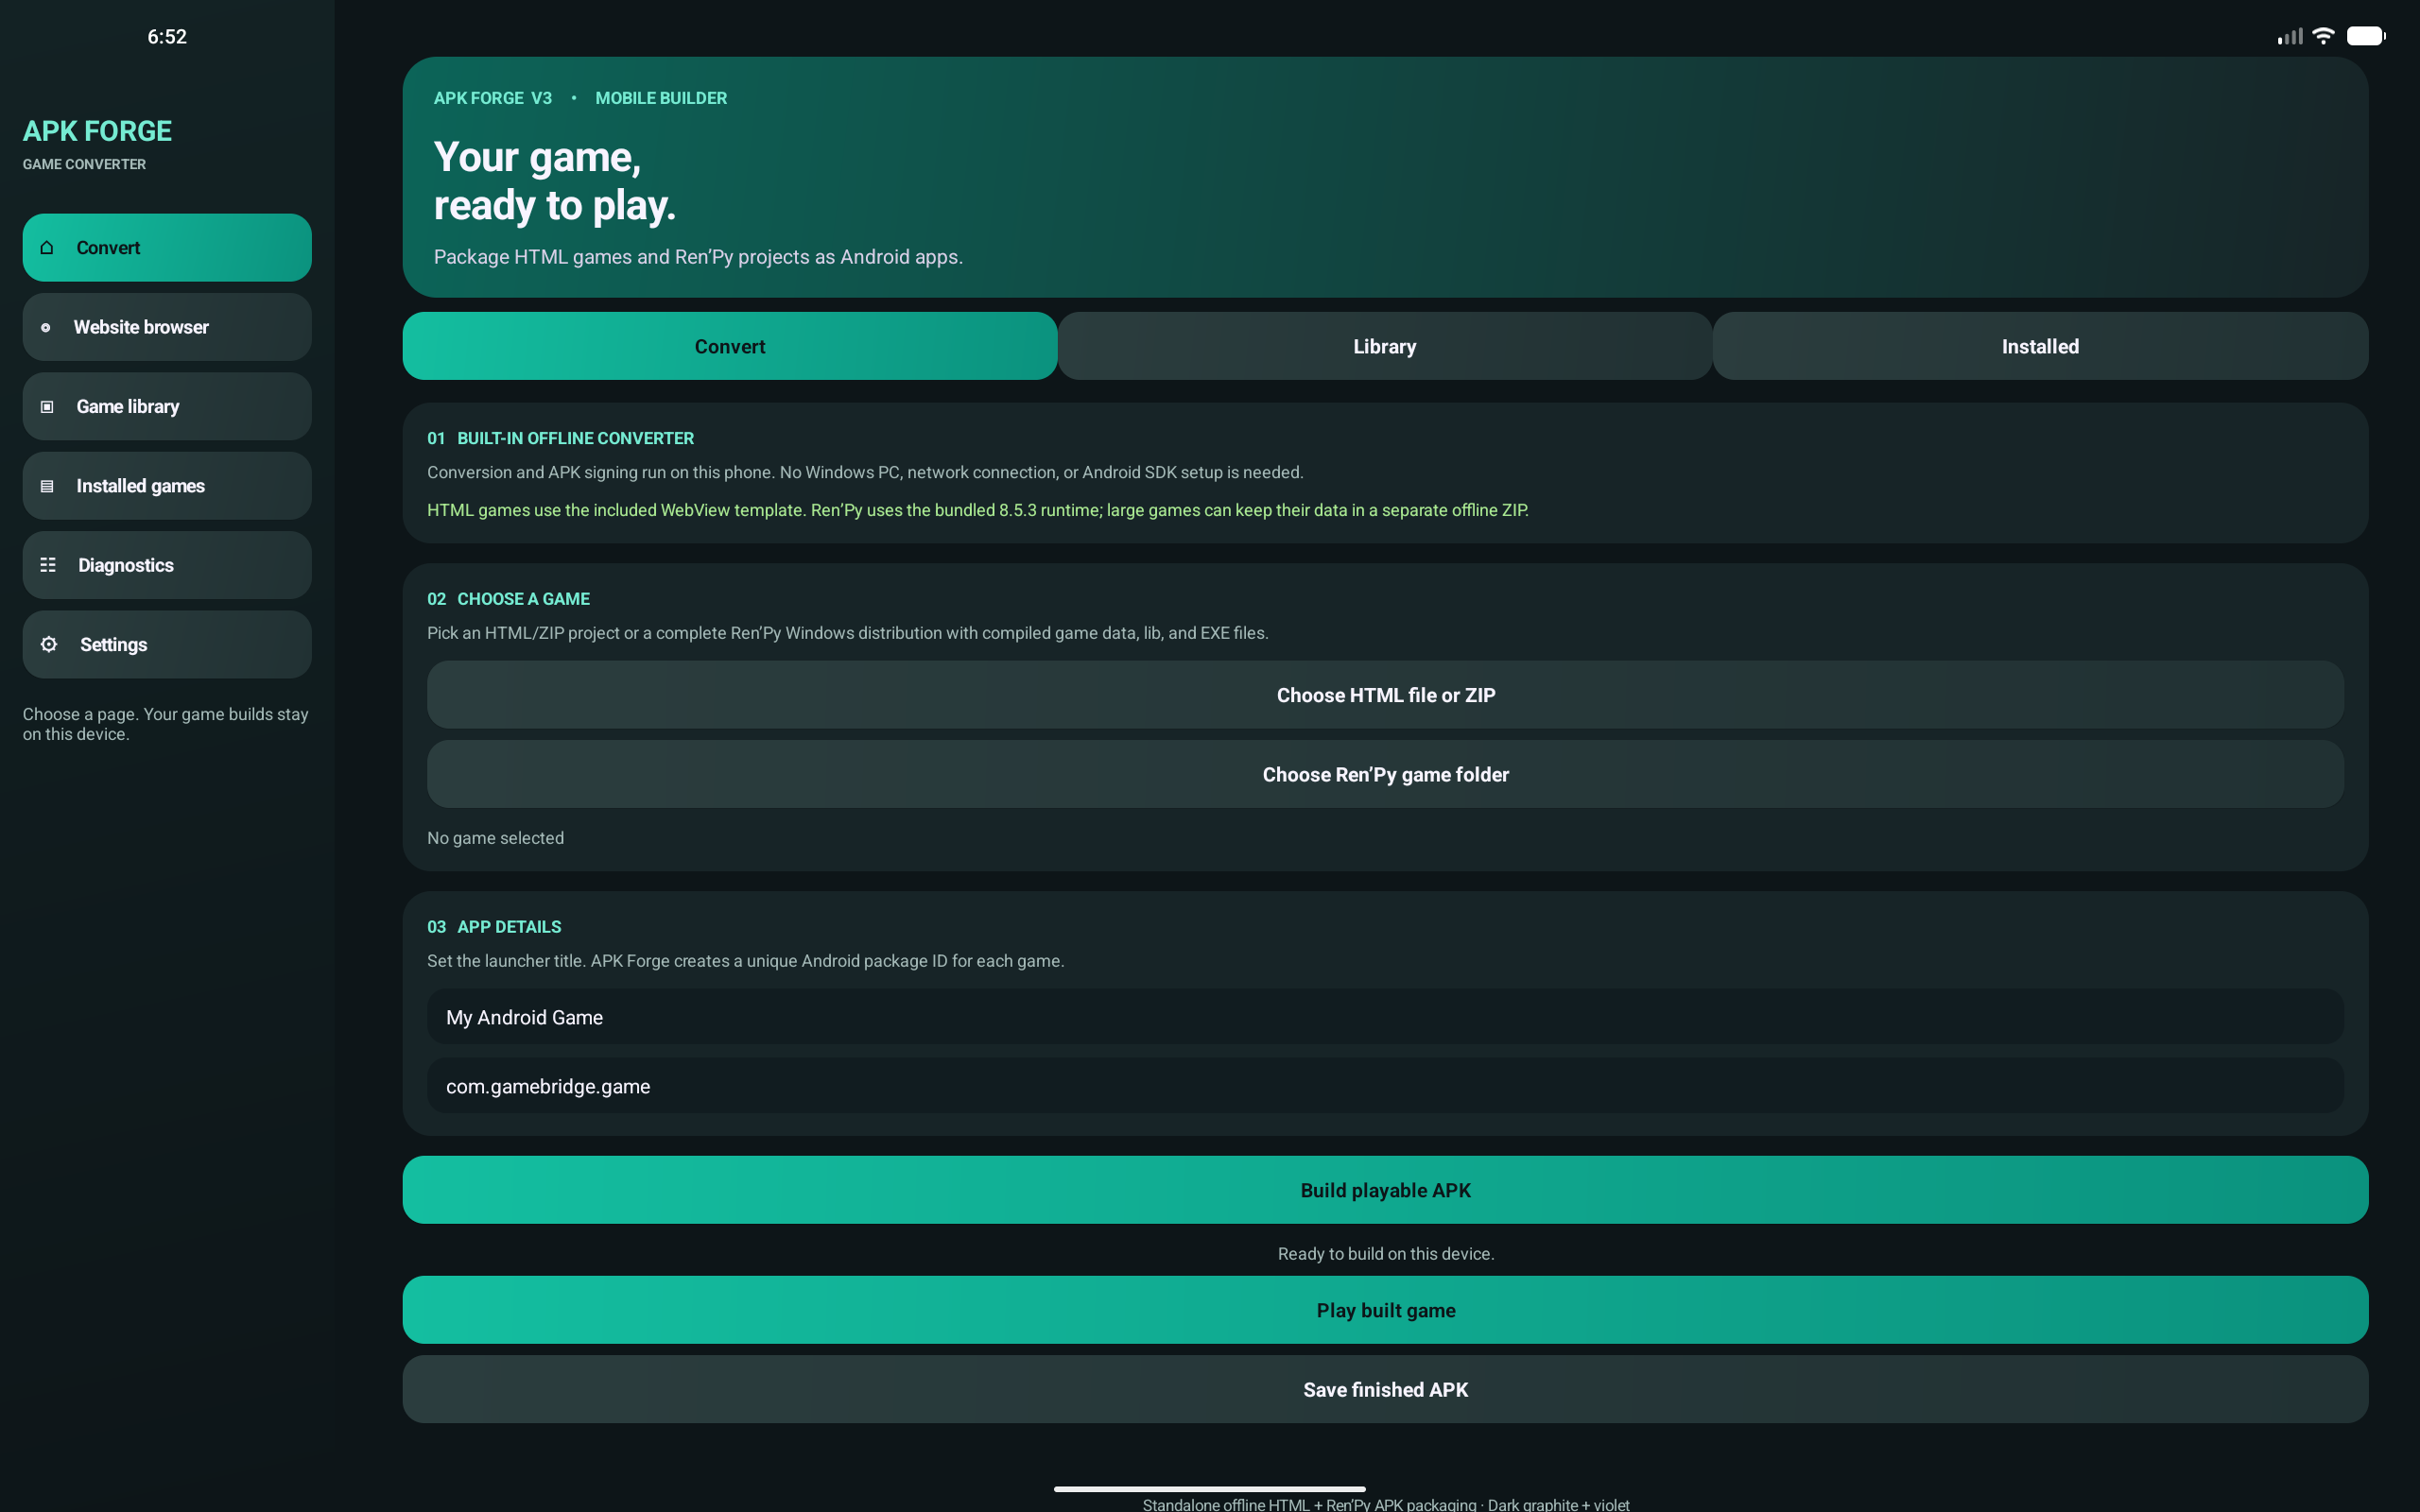 6:52
APK FORGE
GAME CONVERTER
Convert
Website browser
Game library
Installed games
Diagnostics
Settings
Choose a page. Your game builds stay
on this device.
APK FORGE V3 • MOBILE BUILDER
Your game,
ready to play.
Package HTML games and Ren’Py projects as Android apps.
Convert
Library
Installed
01 BUILT-IN OFFLINE CONVERTER
Conversion and APK signing run on this phone. No Windows PC, network connection, or Android SDK setup is needed.
HTML games use the included WebView template. Ren’Py uses the bundled 8.5.3 runtime; large games can keep their data in a separate offline ZIP.
02 CHOOSE A GAME
Pick an HTML/ZIP project or a complete Ren’Py Windows distribution with compiled game data, lib, and EXE files.
Choose HTML file or ZIP
Choose Ren’Py game folder
No game selected
03 APP DETAILS
Set the launcher title. APK Forge creates a unique Android package ID for each game.
My Android Game
com.gamebridge.game
Build playable APK
Ready to build on this device.
Play built game
Save finished APK
Standalone offline HTML + Ren’Py APK packaging · Dark graphite + violet